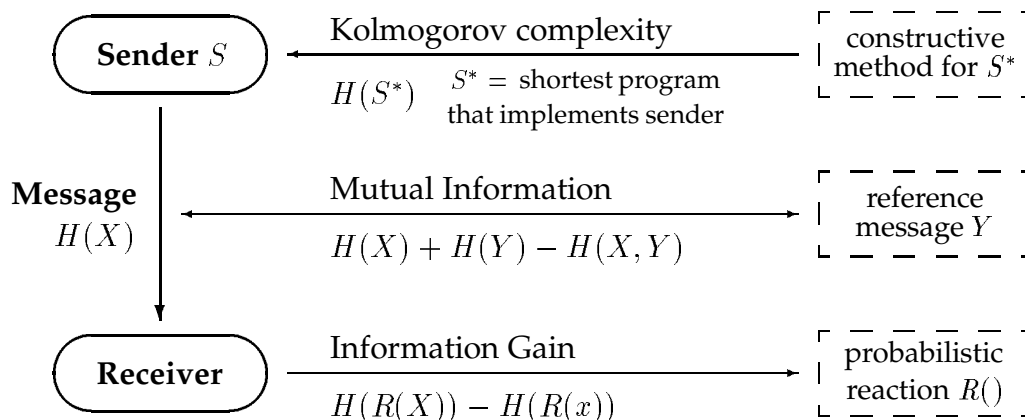 Kolmogorov complexity
Sender S
H(S*) S* = shortest program
that implements sender
constructive
method for S*
Message
H(X)
Mutual Information
H(X) + H(Y) − H(X, Y)
reference
message Y
Receiver
Information Gain
H(R(X)) − H(R(x))
probabilistic
reaction R()